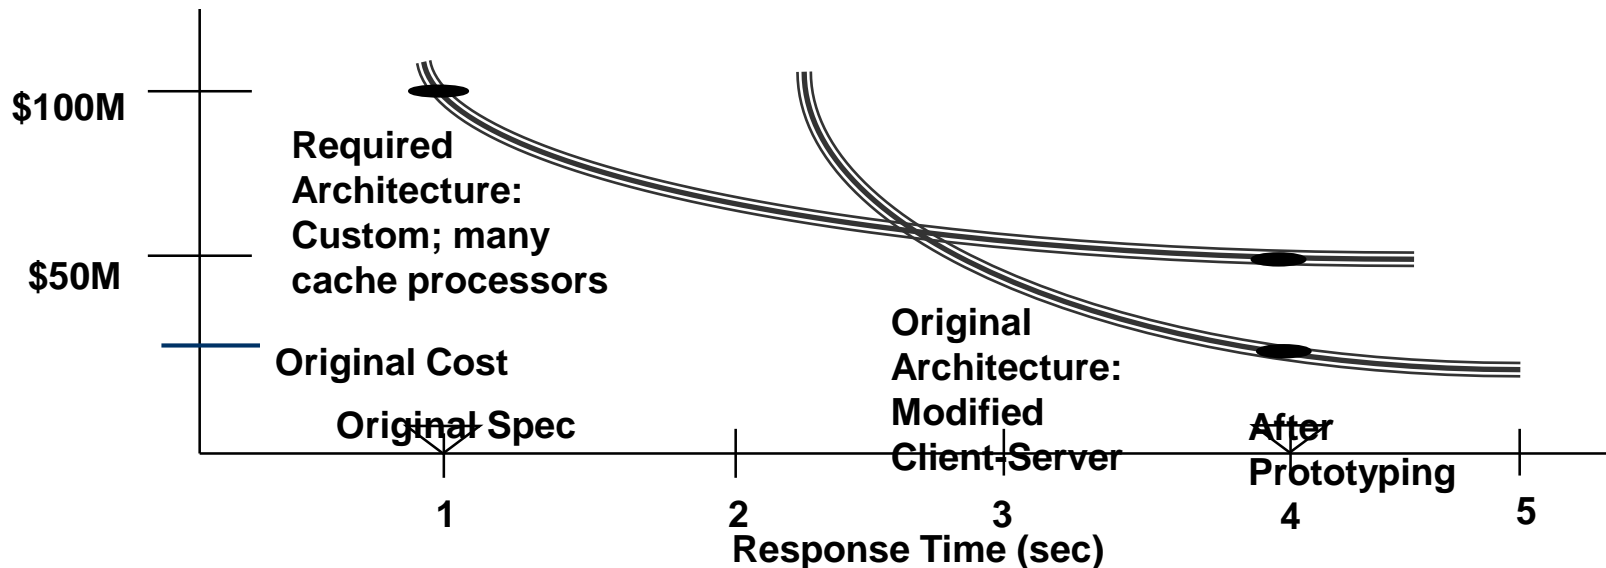 $100M
Required
Architecture:
Custom; many
cache processors
$50M
Original Cost
Original Spec
Original
Architecture:
Modified
Client-Server
After
Prototyping
1
2
3
4
5
Response Time (sec)